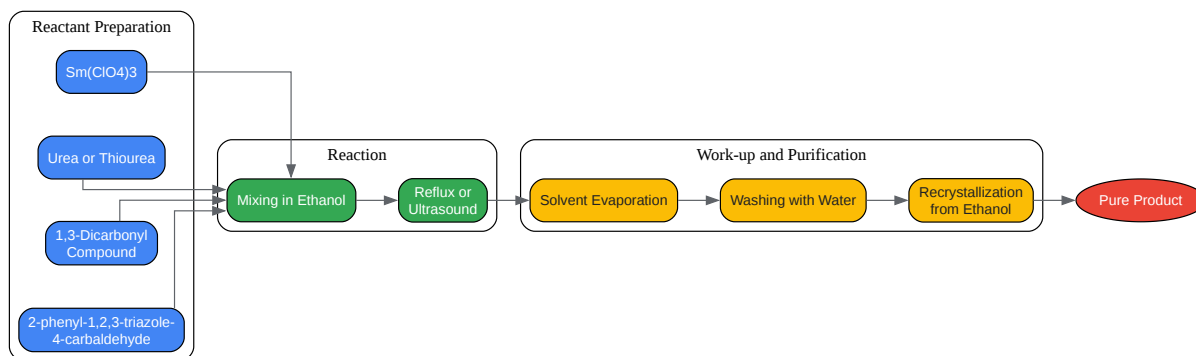 Reactant Preparation
Sm(ClO4)3
Urea or Thiourea
1,3-Dicarbonyl
Compound
2-phenyl-1,2,3-triazole-
4-carbaldehyde
Reaction
Mixing in Ethanol
Reflux or
Ultrasound
Work-up and Purification
Solvent Evaporation
Washing with Water
Recrystallization
from Ethanol
Pure Product